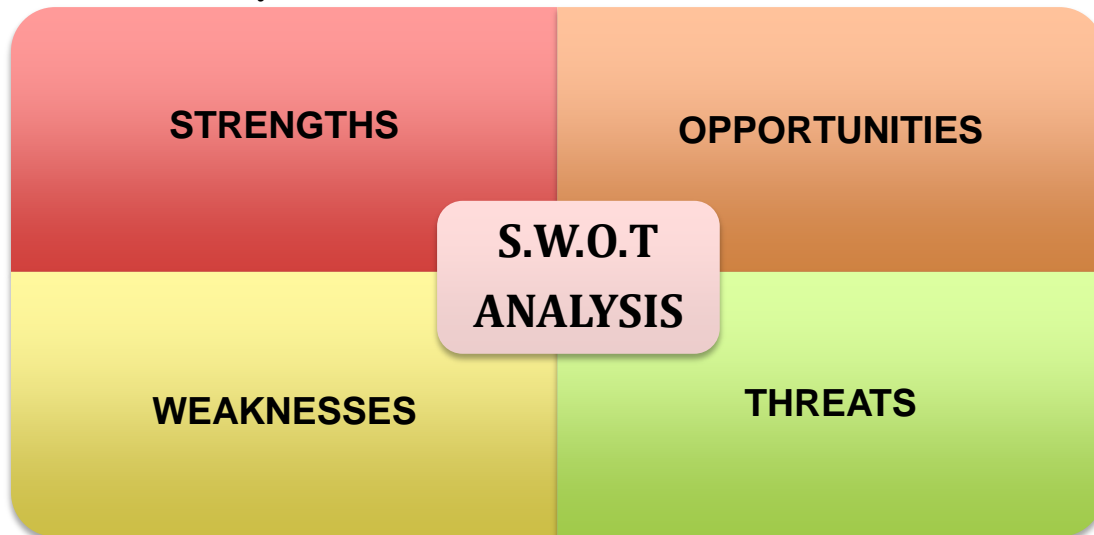 STRENGTHS
OPPORTUNITIES
S.W.O.T
ANALYSIS
WEAKNESSES
THREATS